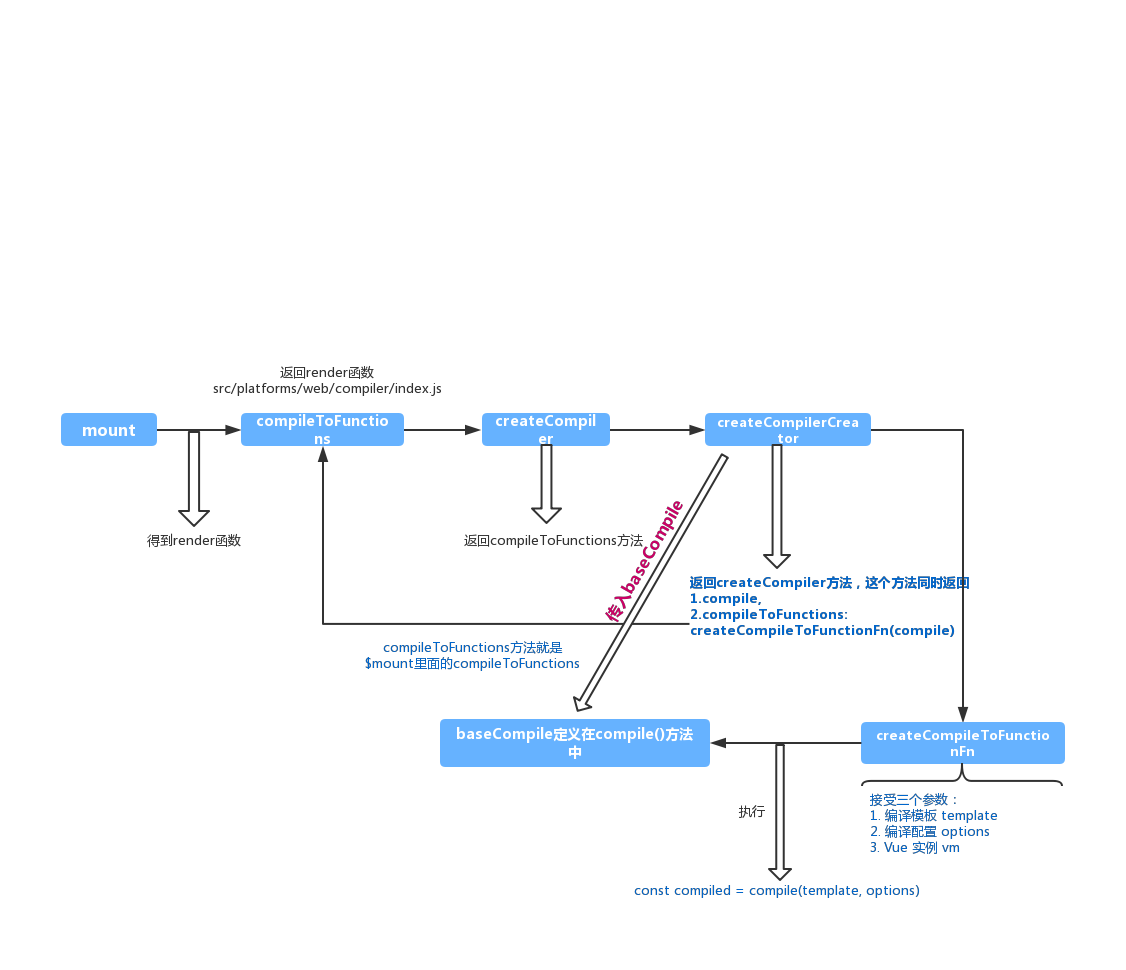 返回render函数
src/platforms/web/compiler/index.js
mount
compileToFunctio
ns
createCompil
er
createCompilerCrea
tor
得到render函数
返回compileToFunctions方法
传入baseCompile
返回createCompiler方法，这个方法同时返回
1.compile,
2.compileToFunctions:
createCompileToFunctionFn(compile)
compileToFunctions方法就是
$mount里面的compileToFunctions
baseCompile定义在compile()方法
中
createCompileToFunctio
nFn
执行
接受三个参数：
1. 编译模板 template
2. 编译配置 options
3. Vue 实例 vm
const compiled = compile(template, options)